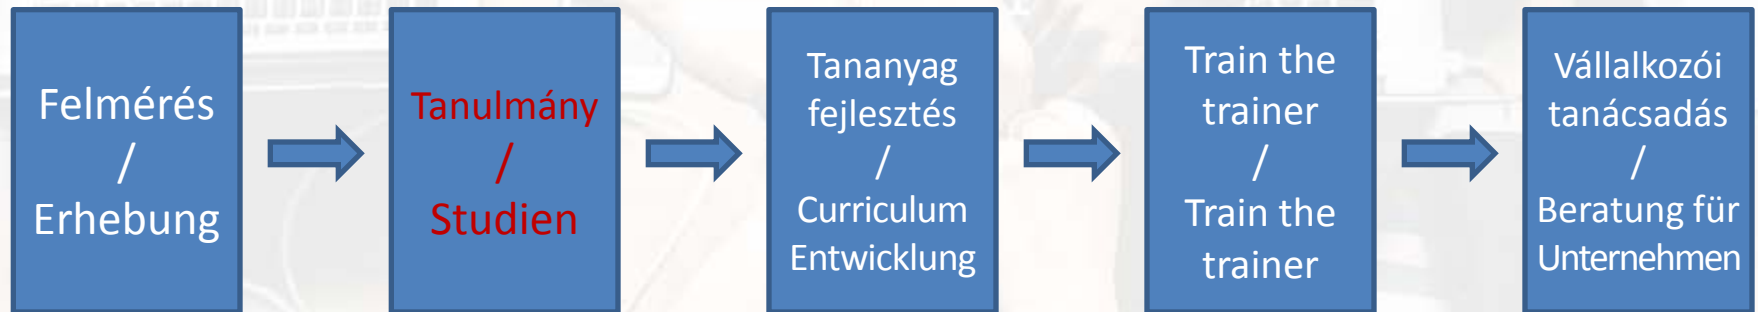 Felmérés
/
Erhebung
Tanulmány
/
Studien
Tananyag
fejlesztés
/
Curriculum
Entwicklung
Train the
trainer
/
Train the
trainer
Vállalkozói
tanácsadás
/
Beratung für
Unternehmen